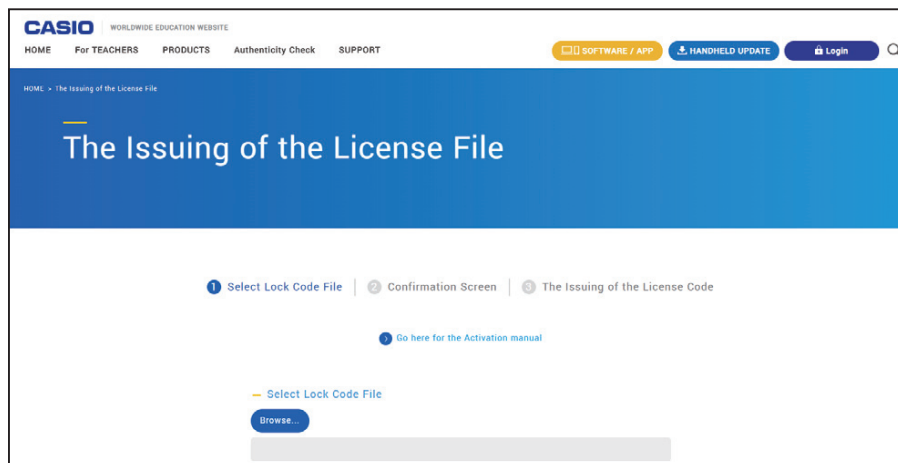 CASIO WORLDWIDE EDUCATION WEBSITE
HOME For TEACHERS PRODUCTS Authenticity Check SUPPORT SOFTWARE / APP HANDHELD UPDATE Login
HOME > The Issuing of the License File
The Issuing of the License File
1 Select Lock Code File 2 Confirmation Screen 3 The Issuing of the License Code
Go here for the Activation manual
Select Lock Code File
Browse...